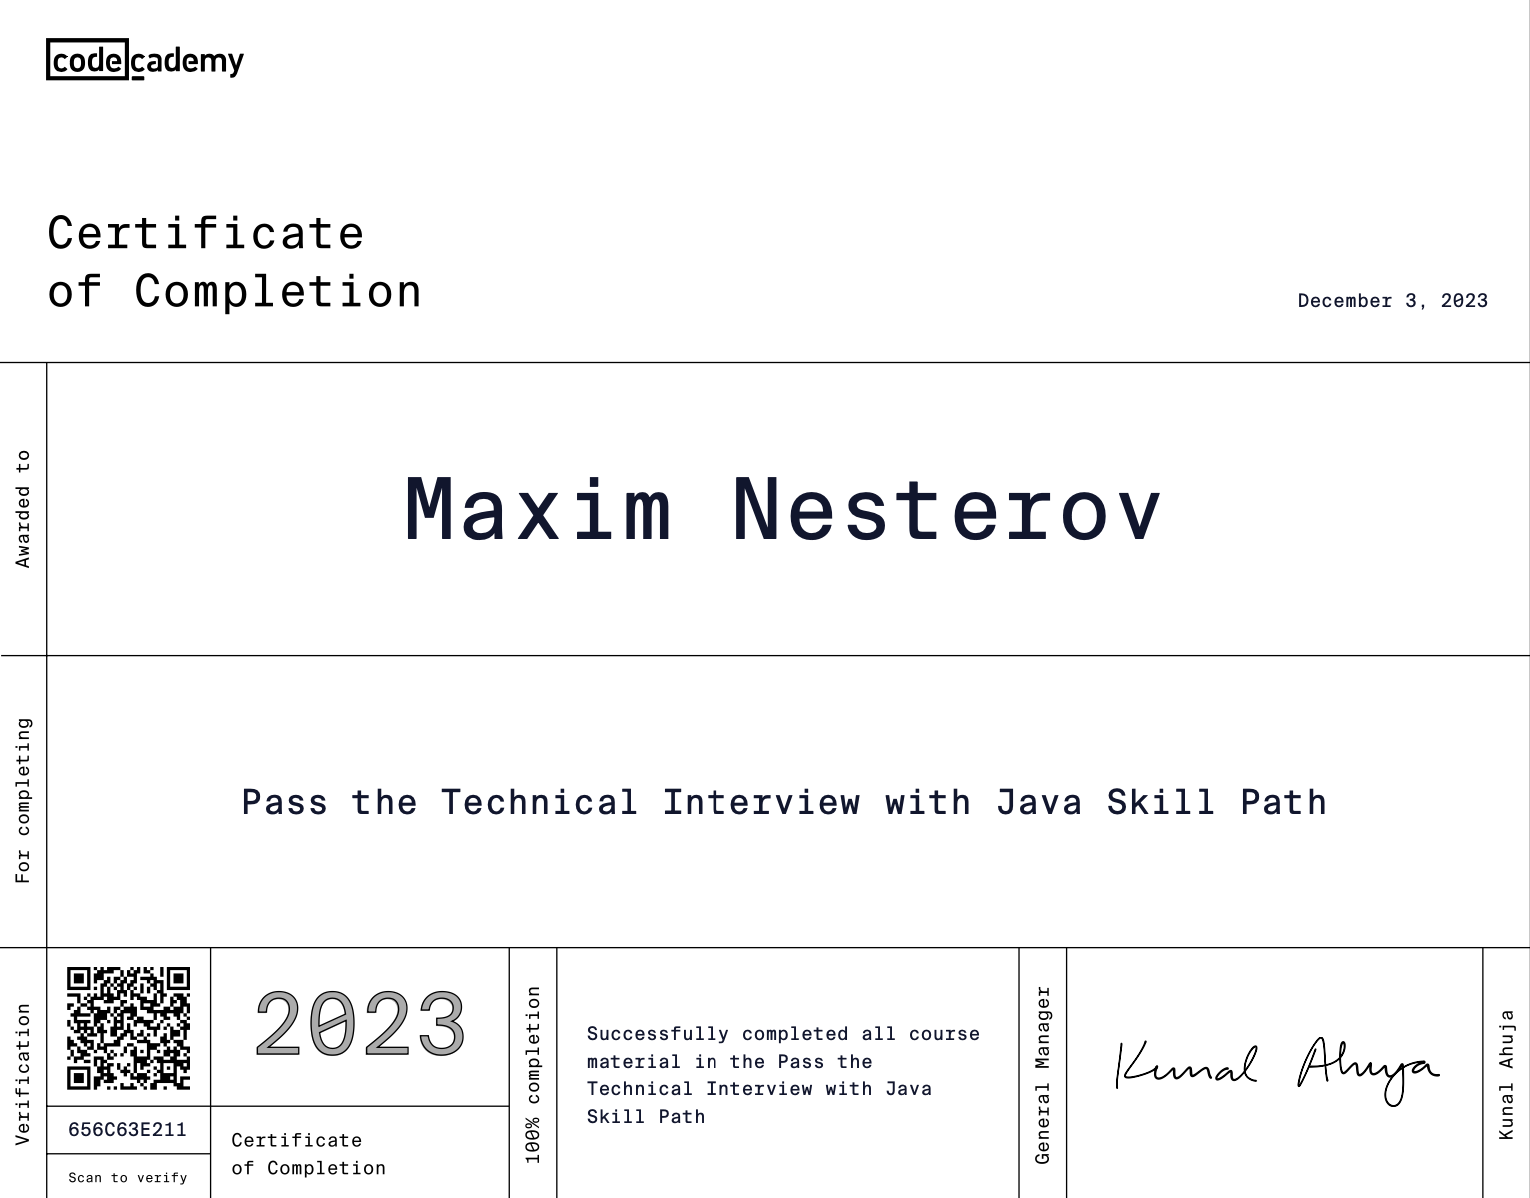 codecademy
Certificate
of Completion
December 3, 2023
Awarded to
Maxim Nesterov
For completing
Pass the Technical Interview with Java Skill Path
Verification
656C63E211
Scan to verify
2023
Certificate
of Completion
100% completion
Successfully completed all course
material in the Pass the
Technical Interview with Java
Skill Path
General Manager
Kunal Ahuja
Kunal Ahuja